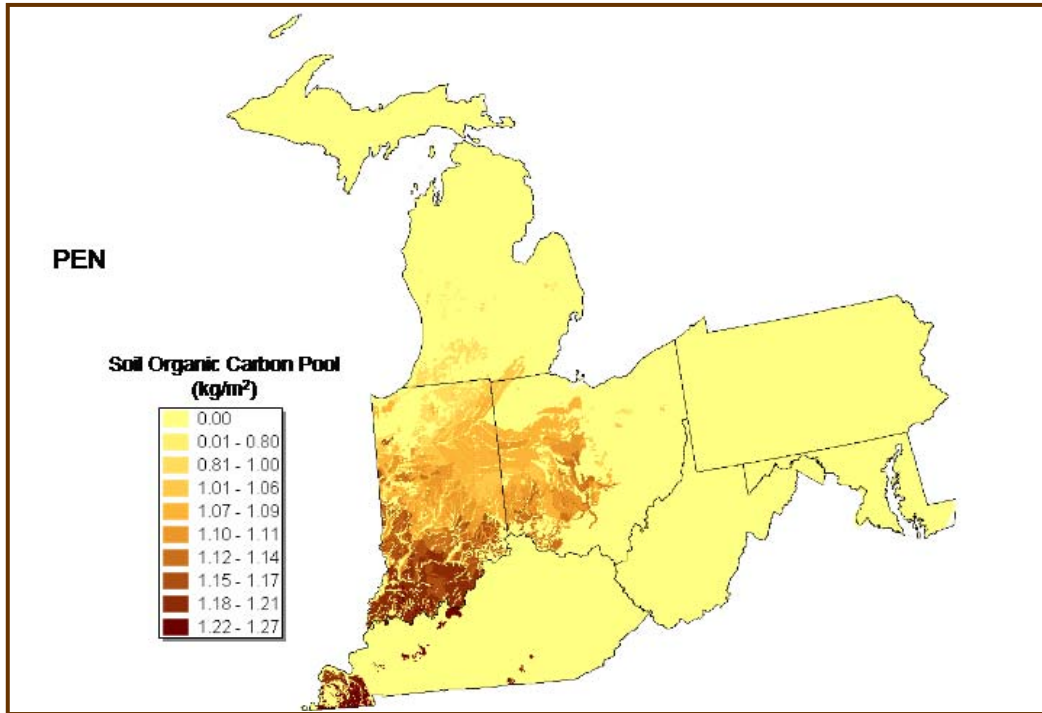 PEN
Soil Organic Carbon Pool
(kg/m²)
0.00
0.01 - 0.80
0.81 - 1.00
1.01 - 1.06
1.07 - 1.09
1.10 - 1.11
1.12 - 1.14
1.15 - 1.17
1.18 - 1.21
1.22 - 1.27